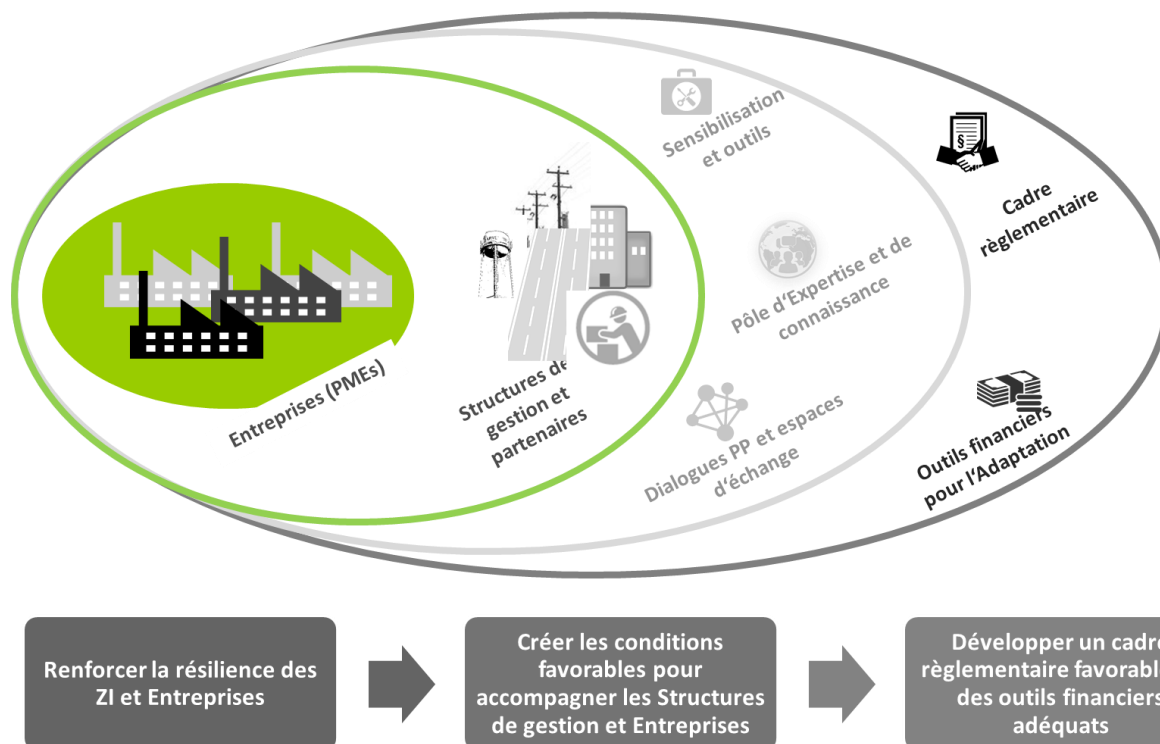 Sensibilisation
et outils
§
Cadre
règlementaire
Pôle d'Expertise et de
connaissance
Entreprises (PMEs)
Structures de
gestion et
partenaires
Dialogues PP et espaces
d'échange
Outils financiers
pour l'Adaptation
Renforcer la résilience des
ZI et Entreprises
Créer les conditions
favorables pour
accompagner les Structures
de gestion et Entreprises
Développer un cadre
règlementaire favorable
des outils financiers
adéquats